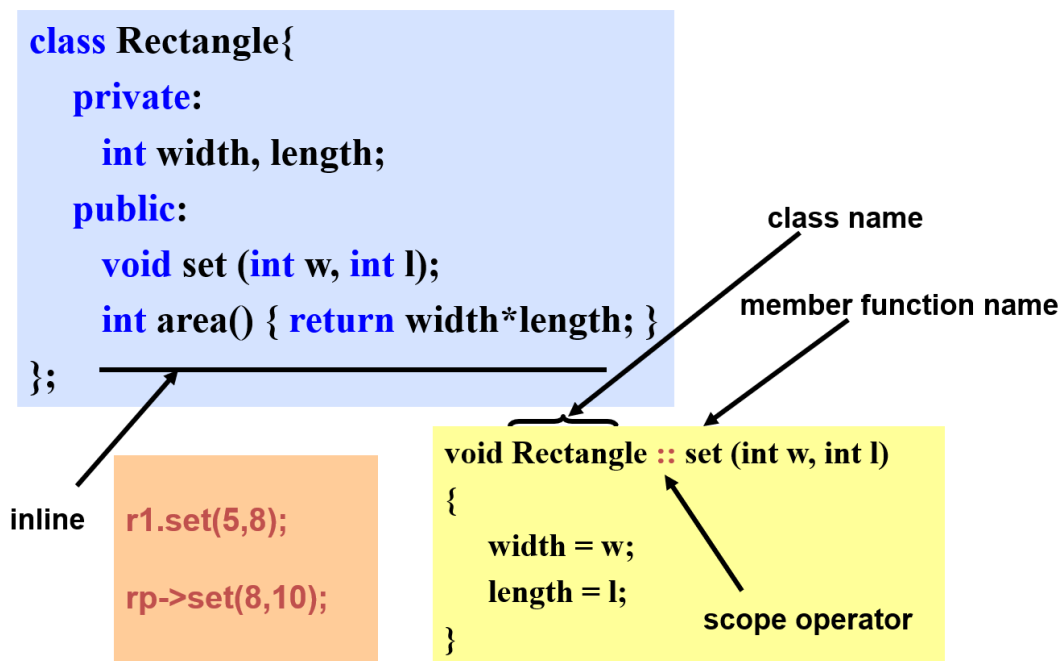 class Rectangle{
private:
int width, length;
public:
void set (int w, int l);
int area() { return width*length; }
};
class name
member function name
inline
r1.set(5,8);
rp->set(8,10);
void Rectangle :: set (int w, int l)
{
width = w;
length = l;
}
scope operator